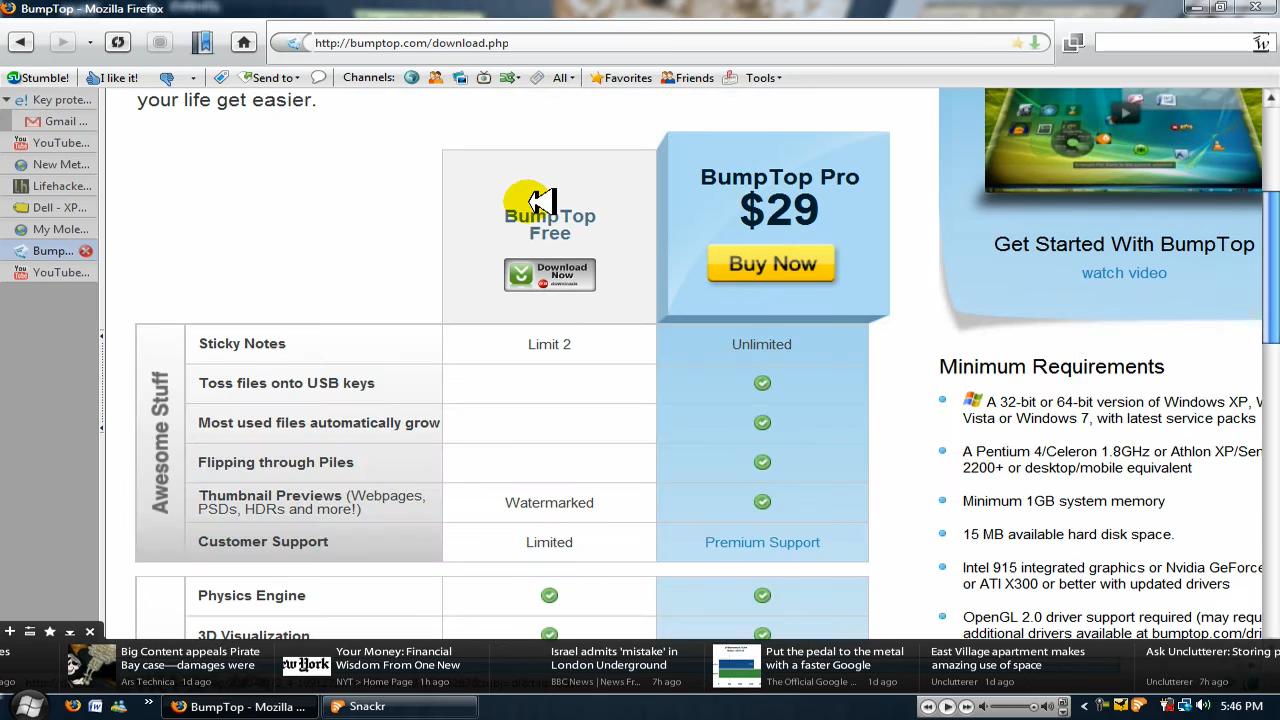 BumpTop - Mozilla Firefox
http://bumptop.com/download.php
Stumble! I like it! Send to Channels: All Favorites Friends Tools
Key prote...
Gmail ...
YouTube...
New Met...
Lifehacke...
Dell - XP...
My Mole...
Bump...
YouTube...
your life get easier.
BumpTop
Free
Download
Now
BumpTop Pro
$29
Buy Now
Awesome Stuff
Sticky Notes Limit 2 Unlimited
Toss files onto USB keys
Most used files automatically grow
Flipping through Piles
Thumbnail Previews (Webpages,
PSDs, HDRs and more!) Watermarked
Customer Support Limited Premium Support
Physics Engine
3D Visualization
Get Started With BumpTop
watch video
Minimum Requirements
A 32-bit or 64-bit version of Windows XP, W
Vista or Windows 7, with latest service packs
A Pentium 4/Celeron 1.8GHz or Athlon XP/Sem
2200+ or desktop/mobile equivalent
Minimum 1GB system memory
15 MB available hard disk space.
Intel 915 integrated graphics or Nvidia GeForce
or ATI X300 or better with updated drivers
OpenGL 2.0 driver support required (may requ
additional drivers available at bumptop.com/dri
es
ago
Big Content appeals Pirate
Bay case—damages were
Ars Technica 1d ago
New York
Your Money: Financial
Wisdom From One New
NYT > Home Page 1h ago
Israel admits 'mistake' in
London Underground
BBC News | News Fr... 7h ago
Put the pedal to the metal
with a faster Google
The Official Google ... 1d ago
East Village apartment makes
amazing use of space
Unclutterer 1d ago
Ask Unclutterer: Storing p
Unclutterer 7h ago
BumpTop - Mozilla ...
Snackr
5:46 PM